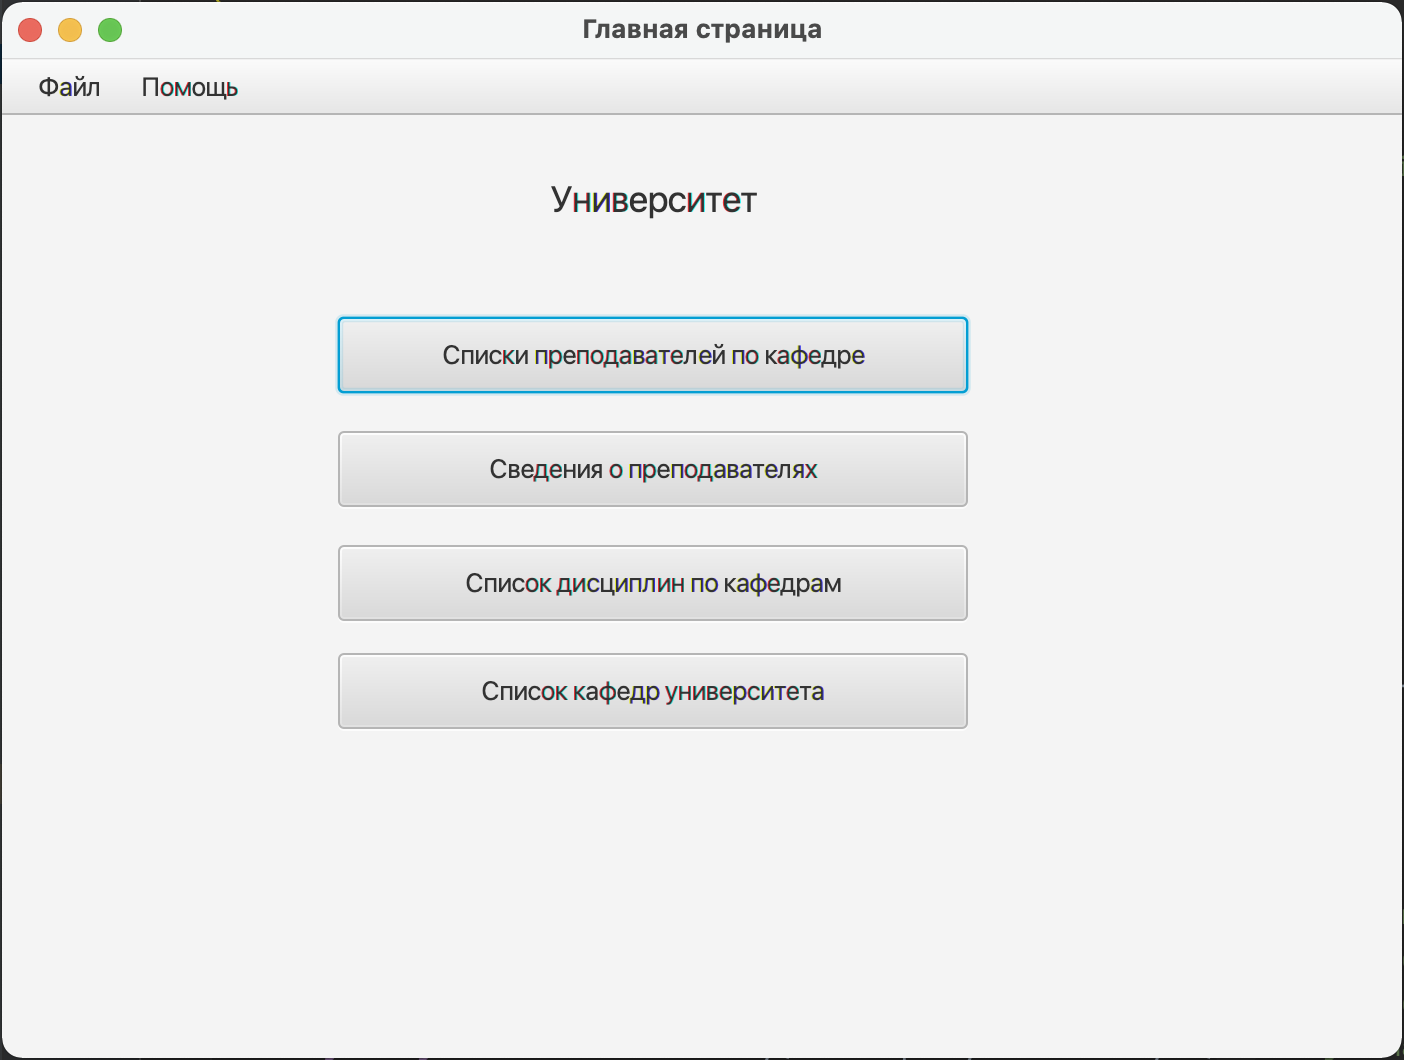 Главная страница
Файл Помощь
Университет
Списки преподавателей по кафедре
Сведения о преподавателях
Список дисциплин по кафедрам
Список кафедр университета